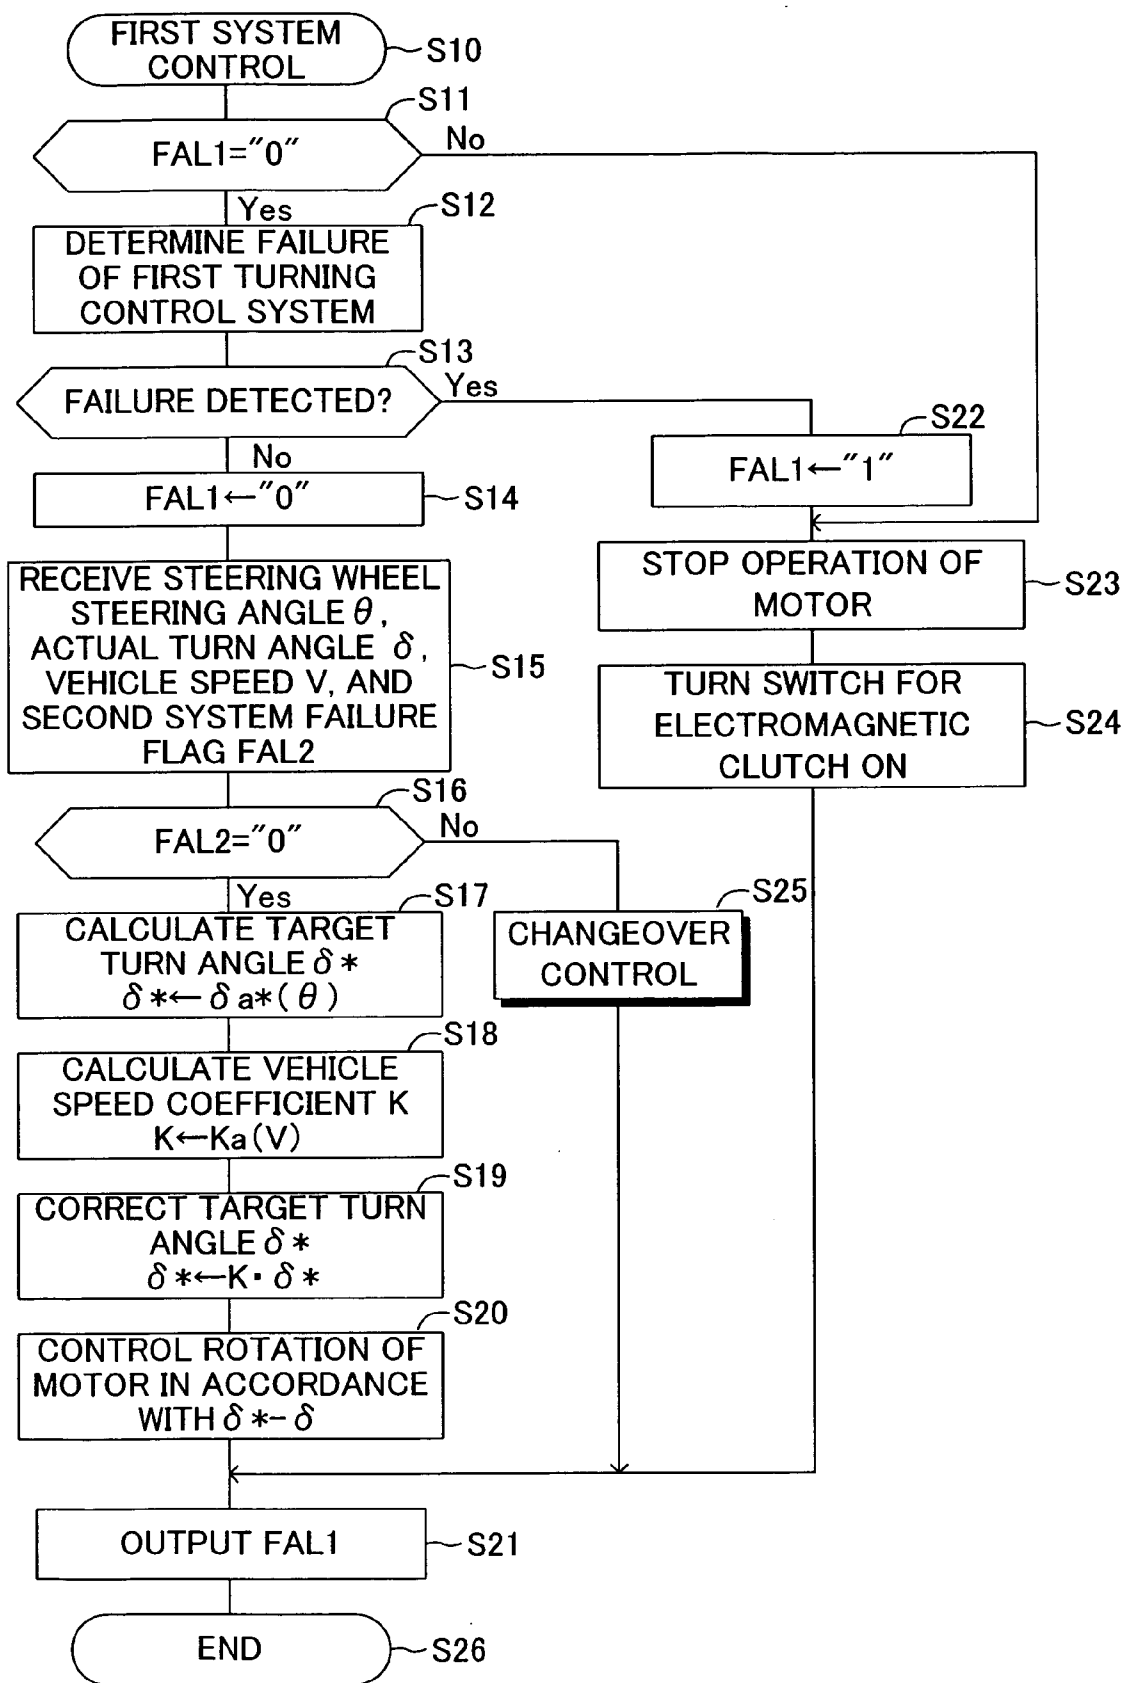 FIRST SYSTEM
CONTROL
S10
S11
FAL1="0"
No
Yes
S12
DETERMINE FAILURE
OF FIRST TURNING
CONTROL SYSTEM
S13
FAILURE DETECTED?
Yes
No
S22
FAL1←"1"
FAL1←"0"
S14
STOP OPERATION OF
MOTOR
S23
RECEIVE STEERING WHEEL
STEERING ANGLE θ,
ACTUAL TURN ANGLE δ,
VEHICLE SPEED V, AND
SECOND SYSTEM FAILURE
FLAG FAL2
S15
TURN SWITCH FOR
ELECTROMAGNETIC
CLUTCH ON
S24
S16
FAL2="0"
No
Yes
S17
CALCULATE TARGET
TURN ANGLE δ*
δ*←δa*(θ)
S25
CHANGEOVER
CONTROL
S18
CALCULATE VEHICLE
SPEED COEFFICIENT K
K←Ka(V)
S19
CORRECT TARGET TURN
ANGLE δ*
δ*←K·δ*
S20
CONTROL ROTATION OF
MOTOR IN ACCORDANCE
WITH δ*-δ
OUTPUT FAL1
S21
END
S26